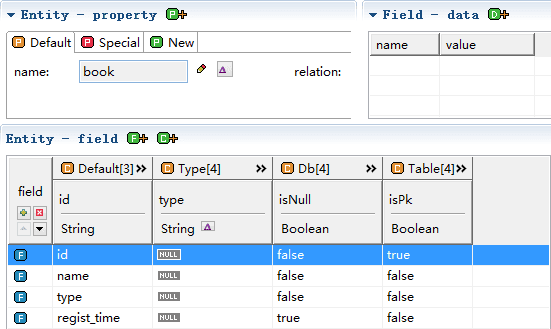 Entity - property P+
Field - data D+
P Default P Special P New
name value
name: book Δ relation:
Entity - field F+ C+
C Default[3] >> C Type[4] >> C Db[4] >> C Table[4] >>
field
id type isNull isPk
String String Δ Boolean Boolean
F id NULL false true
F name NULL false false
F type NULL false false
F regist_time NULL true false